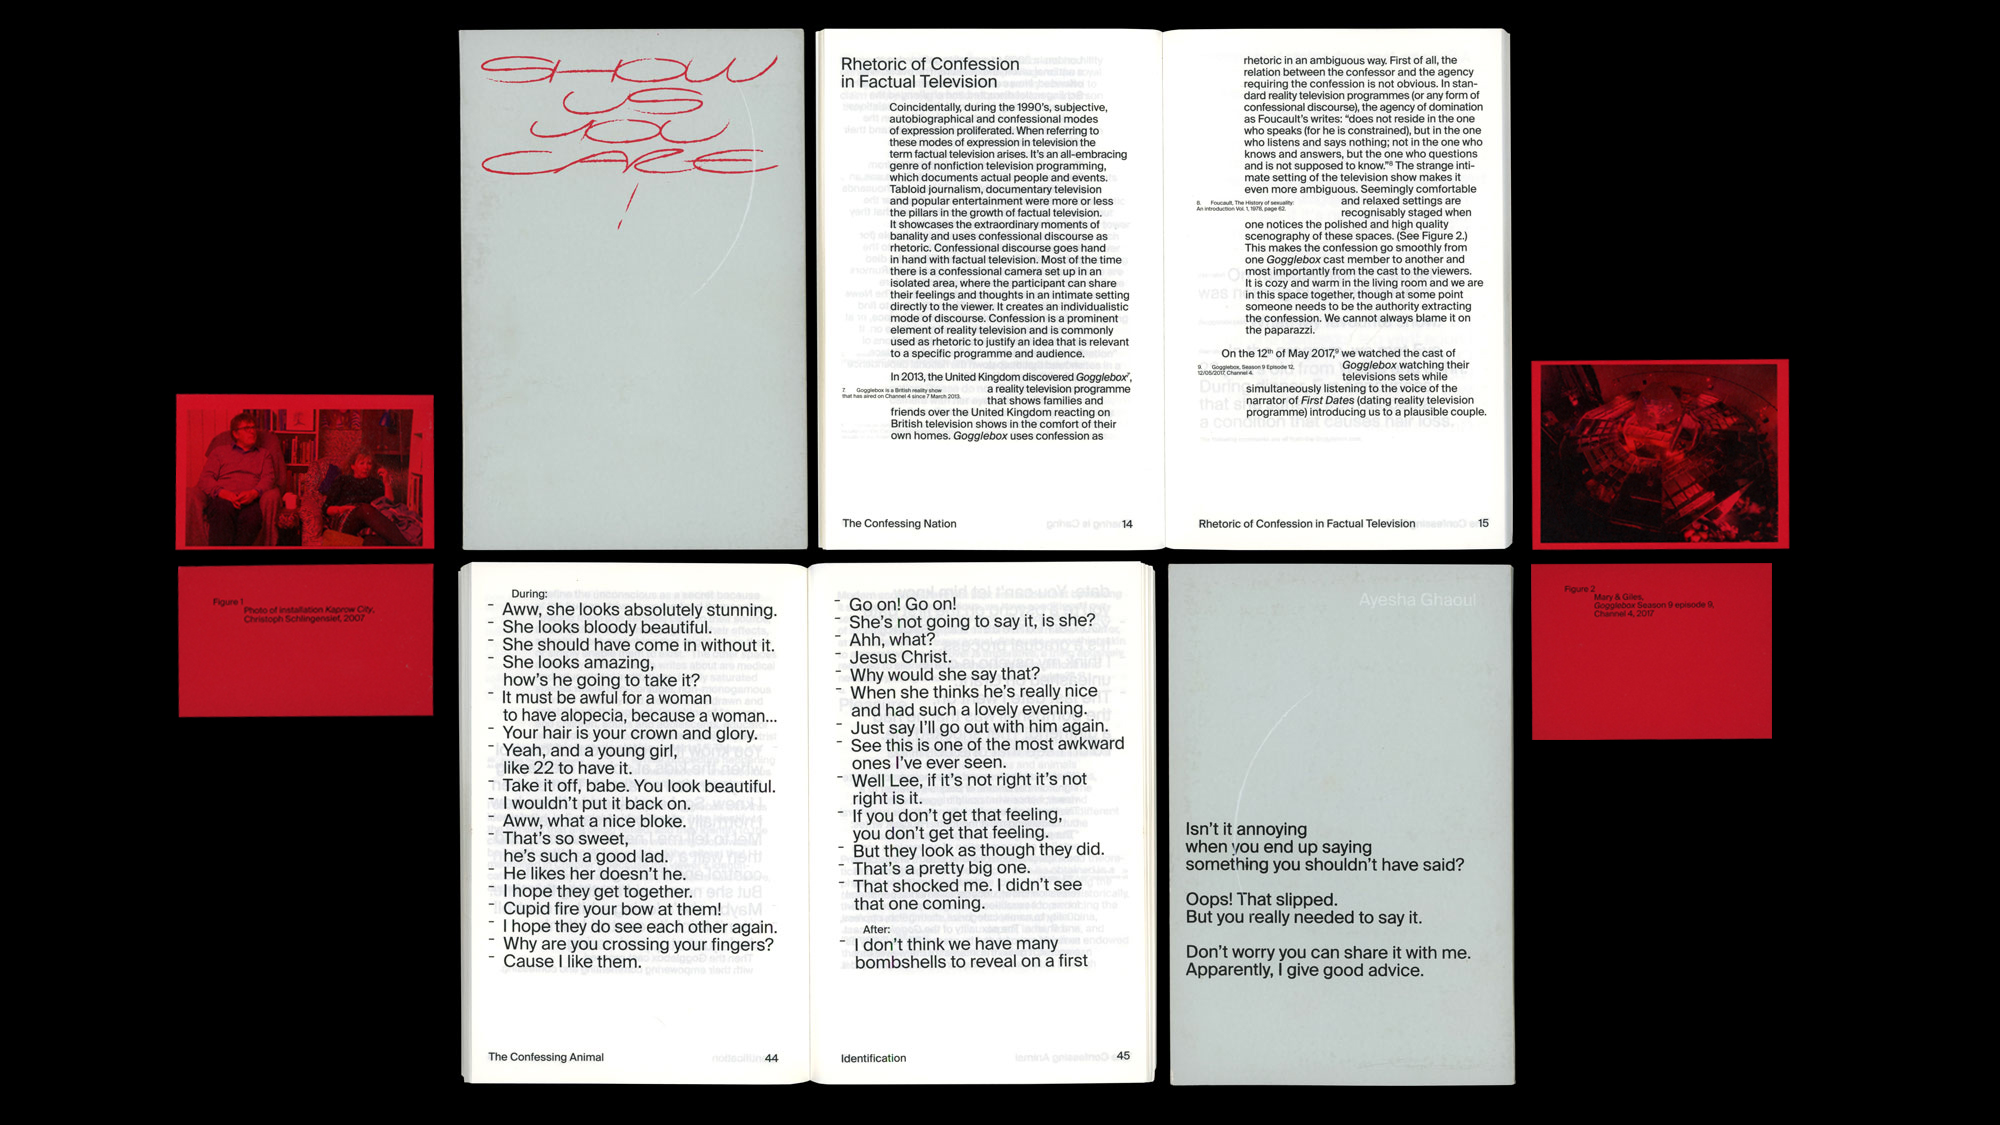 SHOW
US
YOU
CARE
!
Rhetoric of Confession
in Factual Television
Coincidentally, during the 1990's, subjective,
autobiographical and confessional modes
of expression proliferated. When referring to
these modes of expression in television the
term factual television arises. It's an all-embracing
genre of nonfiction television programming,
which documents actual people and events.
Tabloid journalism, documentary television
and popular entertainment were more or less
the pillars in the growth of factual television.
It showcases the extraordinary moments of
banality and uses confessional discourse as
rhetoric. Confessional discourse goes hand
in hand with factual television. Most of the time
there is a confessional camera set up in an
isolated area, where the participant can share
their feelings and thoughts in an intimate setting
directly to the viewer. It creates an individualistic
mode of discourse. Confession is a prominent
element of reality television and is commonly
used as rhetoric to justify an idea that is relevant
to a specific programme and audience.
In 2013, the United Kingdom discovered Gogglebox7,
a reality television programme
that shows families and
friends over the United Kingdom reacting on
British television shows in the comfort of their
own homes. Gogglebox uses confession as
7. Gogglebox is a British reality show
that has aired on Channel 4 since 7 March 2013.
The Confessing Nation 14
rhetoric in an ambiguous way. First of all, the
relation between the confessor and the agency
requiring the confession is not obvious. In stan-
dard reality television programmes (or any form of
confessional discourse), the agency of domination
as Foucault's writes: "does not reside in the one
who speaks (for he is constrained), but in the one
who listens and says nothing; not in the one who
knows and answers, but the one who questions
and is not supposed to know."8 The strange inti-
mate setting of the television show makes it
even more ambiguous. Seemingly comfortable
and relaxed settings are
recognisably staged when
one notices the polished and high quality
scenography of these spaces. (See Figure 2.)
This makes the confession go smoothly from
one Gogglebox cast member to another and
most importantly from the cast to the viewers.
It is cozy and warm in the living room and we are
in this space together, though at some point
someone needs to be the authority extracting
the confession. We cannot always blame it on
the paparazzi.
8. Foucault, The History of sexuality:
An introduction Vol. 1, 1978, page 62.
On the 12th of May 2017,9 we watched the cast of
Gogglebox watching their
televisions sets while
simultaneously listening to the voice of the
narrator of First Dates (dating reality television
programme) introducing us to a plausible couple.
9. Gogglebox, Season 9 Episode 12,
12/05/2017, Channel 4.
Rhetoric of Confession in Factual Television 15
Figure 1
Photo of installation Kaprow City,
Christoph Schlingensief, 2007
During:
- Aww, she looks absolutely stunning.
- She looks bloody beautiful.
- She should have come in without it.
- She looks amazing,
how's he going to take it?
- It must be awful for a woman
to have alopecia, because a woman...
- Your hair is your crown and glory.
- Yeah, and a young girl,
like 22 to have it.
- Take it off, babe. You look beautiful.
- I wouldn't put it back on.
- Aww, what a nice bloke.
- That's so sweet,
he's such a good lad.
- He likes her doesn't he.
- I hope they get together.
- Cupid fire your bow at them!
- I hope they do see each other again.
- Why are you crossing your fingers?
- Cause I like them.
The Confessing Animal 44
- Go on! Go on!
- She's not going to say it, is she?
- Ahh, what?
- Jesus Christ.
- Why would she say that?
- When she thinks he's really nice
and had such a lovely evening.
- Just say I'll go out with him again.
- See this is one of the most awkward
ones I've ever seen.
- Well Lee, if it's not right it's not
right is it.
- If you don't get that feeling,
you don't get that feeling.
- But they look as though they did.
- That's a pretty big one.
- That shocked me. I didn't see
that one coming.
After:
- I don't think we have many
bombshells to reveal on a first
Identification 45
Ayesha Ghaoul
Isn't it annoying
when you end up saying
something you shouldn't have said?
Oops! That slipped.
But you really needed to say it.
Don't worry you can share it with me.
Apparently, I give good advice.
Figure 2
Mary & Giles,
Gogglebox Season 9 episode 9,
Channel 4, 2017